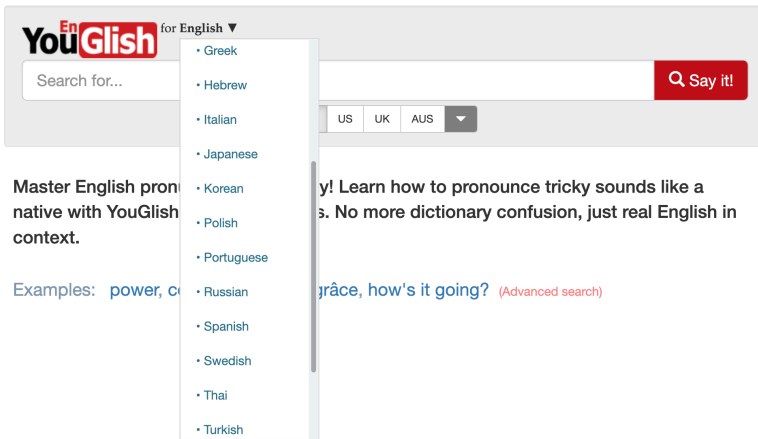 En
YouGlish for English ▼
Search for...
Say it!
US UK AUS
• Greek
• Hebrew
• Italian
• Japanese
• Korean
• Polish
• Portuguese
• Russian
• Spanish
• Swedish
• Thai
• Turkish
Master English y! Learn how to pronounce tricky sounds like a
native with YouGlish s. No more dictionary confusion, just real English in
context.
Examples: power, grâce, how's it going? (Advanced search)